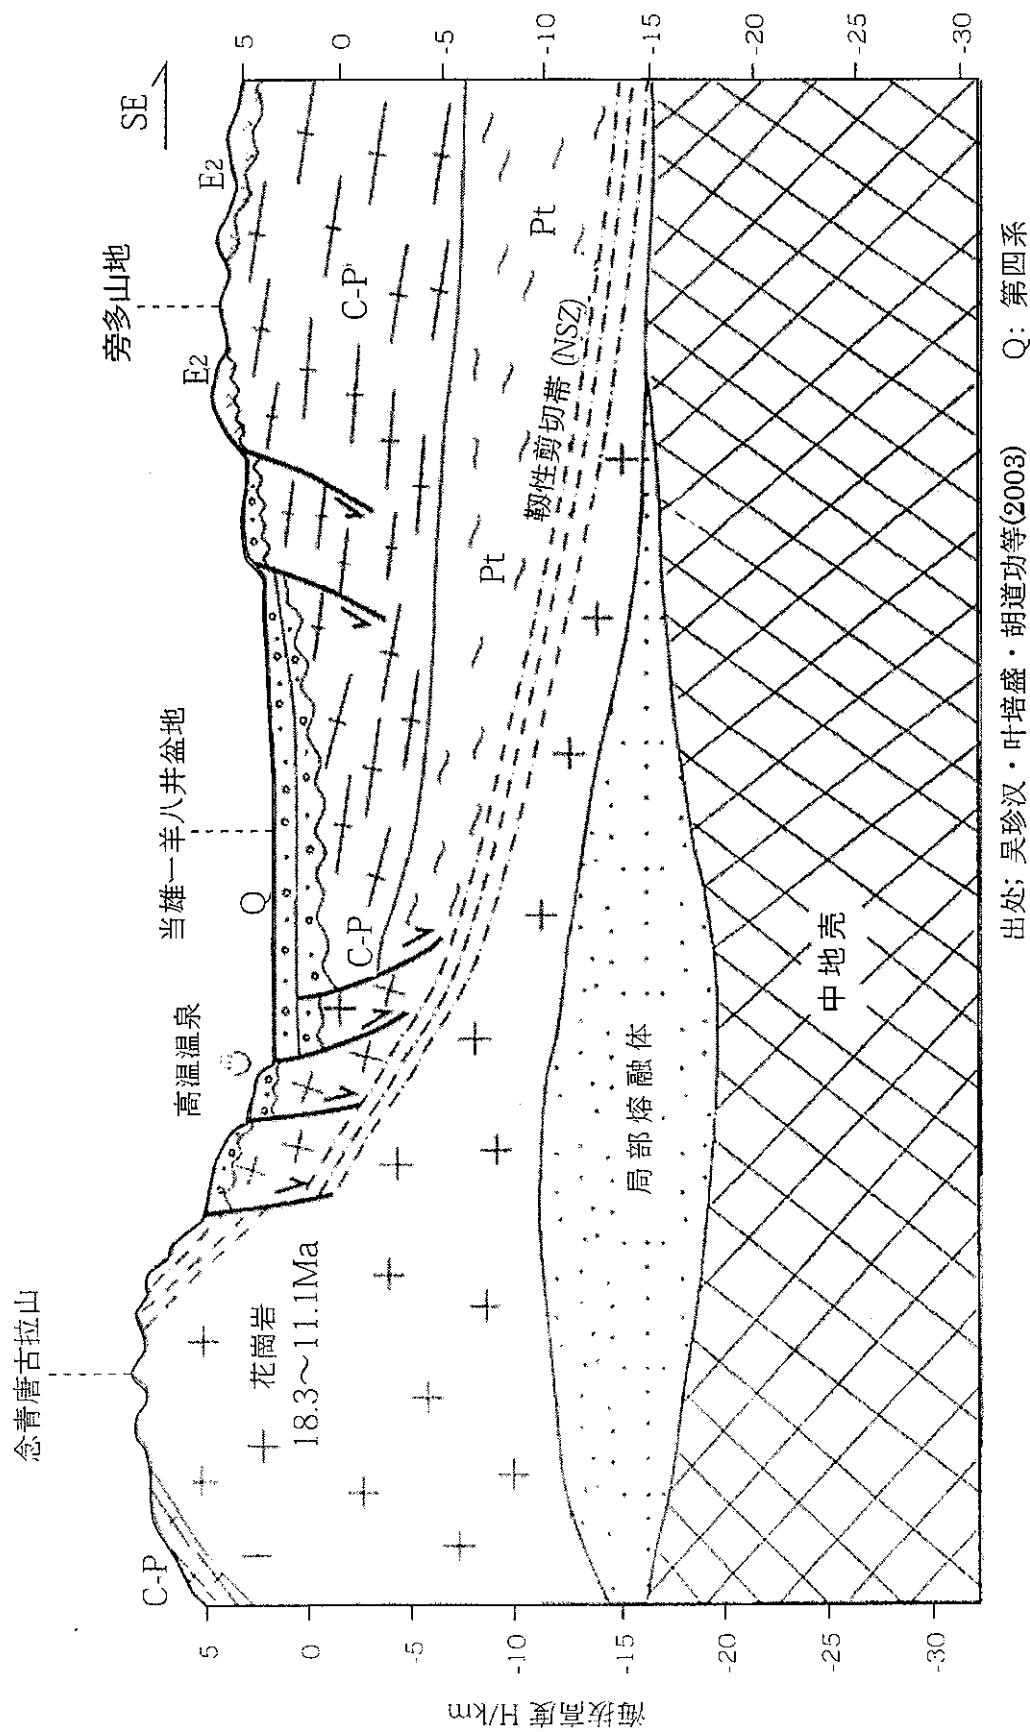 念青唐古拉山
高温温泉
当雄一羊八井盆地
旁多山地
SE
C-P
Q
E2
E2
花崗岩
18.3～11.1Ma
C-P
C-P
Pt
Pt
靱性剪切帯 (NSZ)
局部熔融体
中地壳
海拔高度 H/km
5
0
-5
-10
-15
-20
-25
-30
5
0
-5
-10
-15
-20
-25
-30
出处; 吴珍汉・叶培盛・胡道功等(2003) Q: 第四系